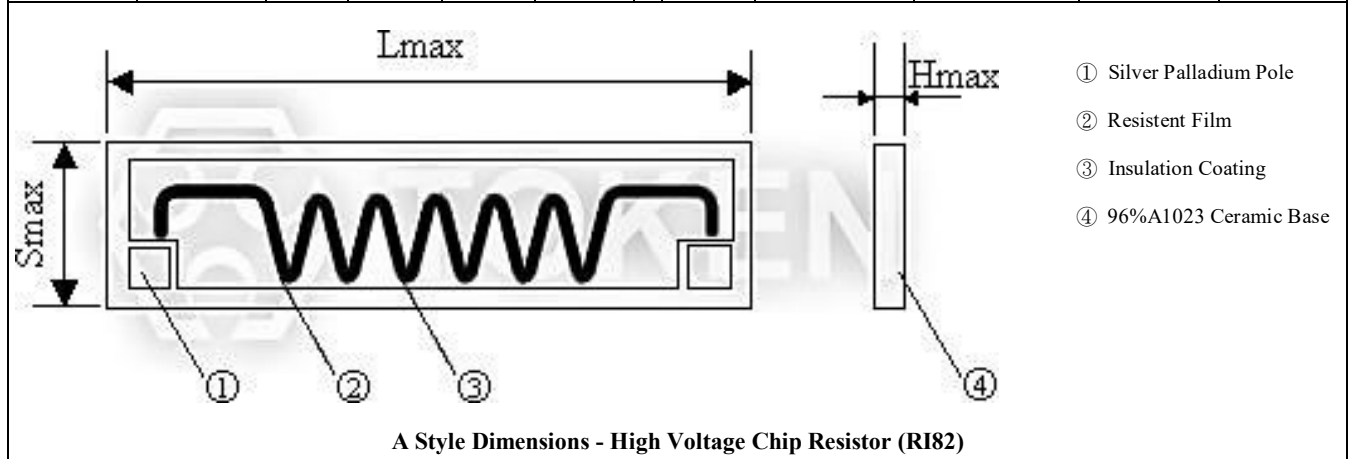 Lmax
Hmax
① Silver Palladium Pole
② Resistent Film
③ Insulation Coating
④ 96%A1023 Ceramic Base
Smax
TOKEN
① ② ③ ④
A Style Dimensions - High Voltage Chip Resistor (RI82)